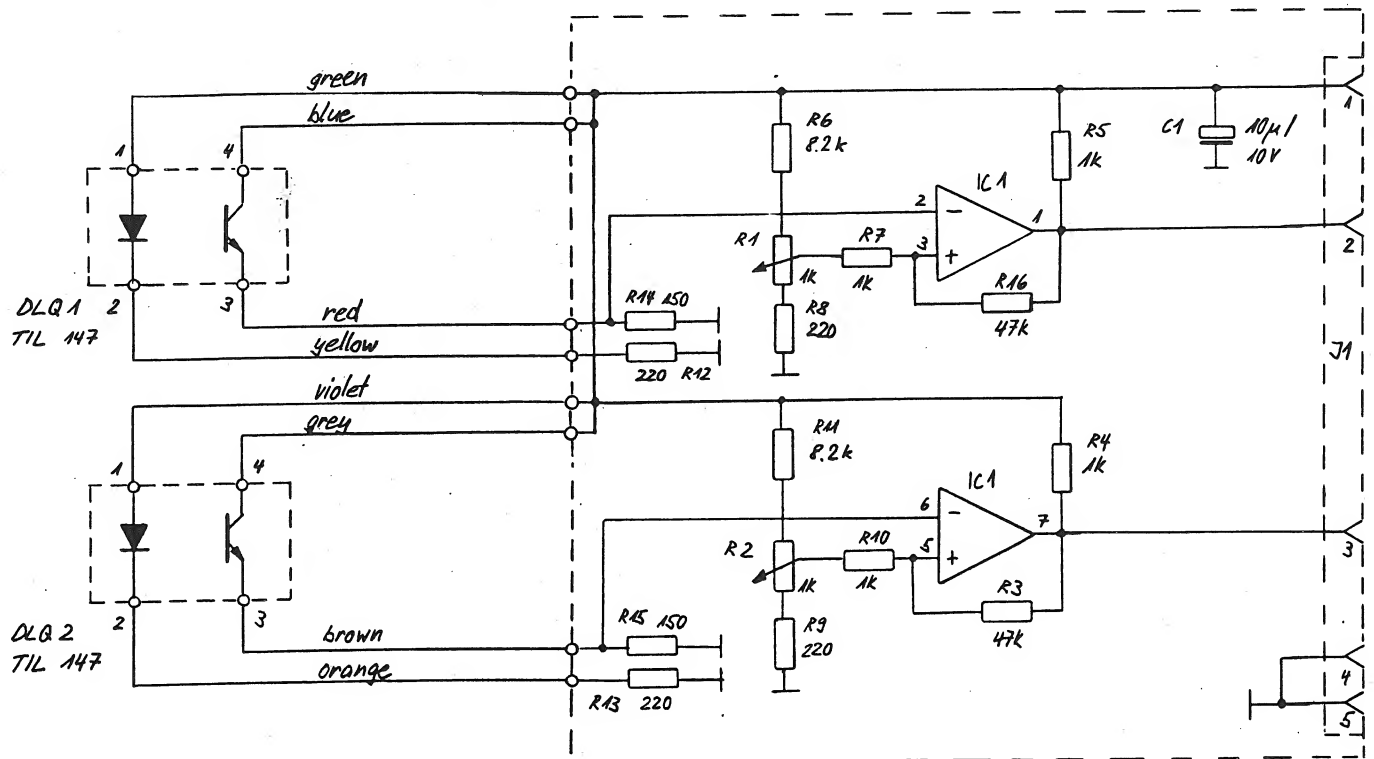 green
blue
1
4
DLQ1
TIL 147
2
3
red
yellow
R14 150
220 R12
R6
8.2k
R1
1k
R7
1k
R8
220
2
3
IC1
1
-
+
R16
47k
R5
1k
C1
10µ/
10V
1
2
J1
violet
grey
1
4
DLQ2
TIL 147
2
3
brown
orange
R15 150
R13 220
R11
8.2k
R2
1k
R10
1k
R9
220
6
5
IC1
7
-
+
R3
47k
R4
1k
3
4
5